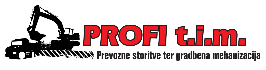 PROFI t.i.m.
Prevozne storitve ter gradbena mehanizacija